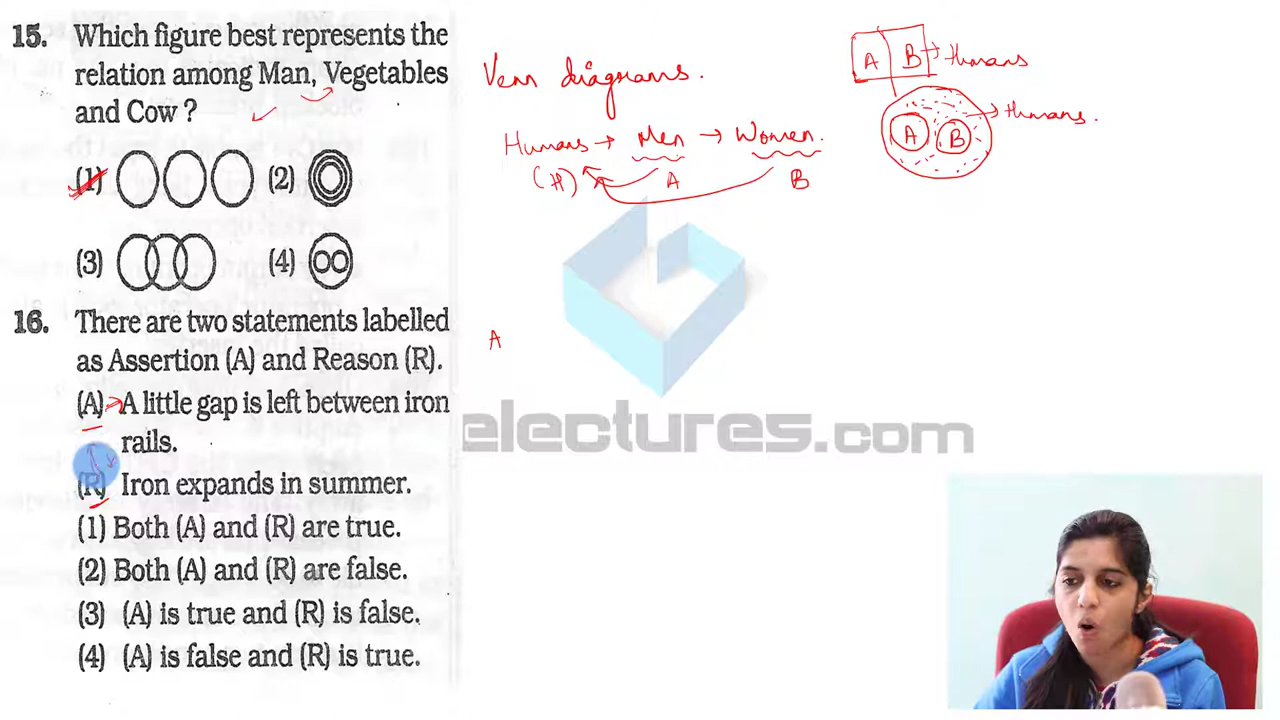 15. Which figure best represents the
relation among Man, Vegetables
and Cow ?
(1) (2)
(3) (4)
16. There are two statements labelled
as Assertion (A) and Reason (R).
(A) → A little gap is left between iron
rails.
(R) Iron expands in summer.
(1) Both (A) and (R) are true.
(2) Both (A) and (R) are false.
(3) (A) is true and (R) is false.
(4) (A) is false and (R) is true.
Venn diagrams.
Humans → Men → Women.
(H) A B
A B → Humans
A B → Humans.
A
electures.com